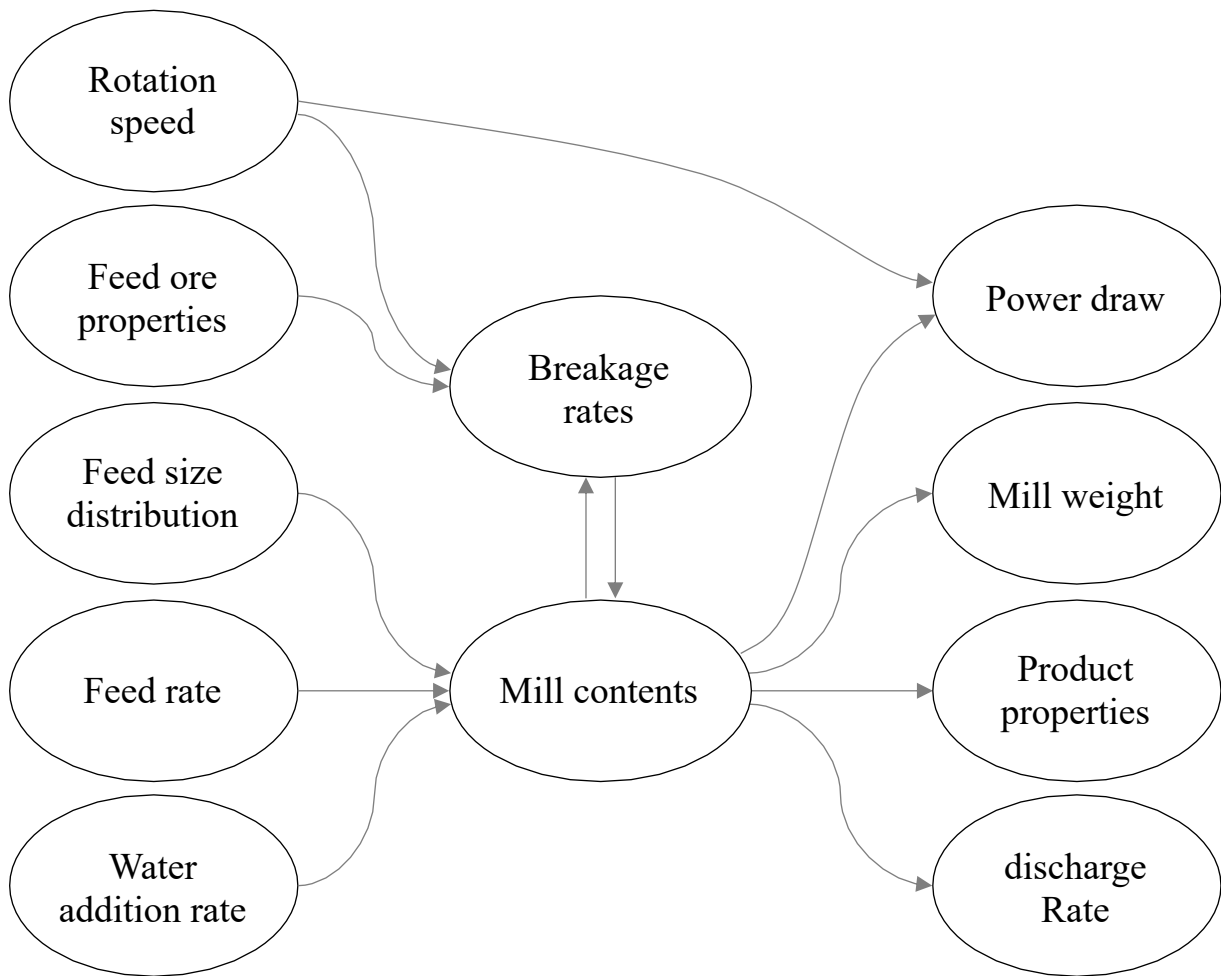 Rotation
speed
Feed ore
properties
Feed size
distribution
Feed rate
Water
addition rate
Breakage
rates
Mill contents
Power draw
Mill weight
Product
properties
discharge
Rate